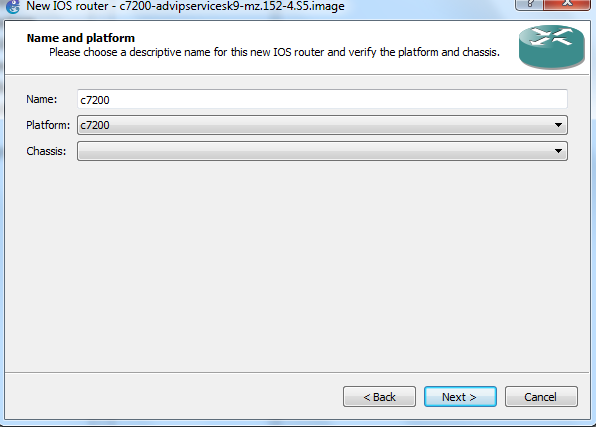 New IOS router - c7200-advipservicesk9-mz.152-4.S5.image
Name and platform
Please choose a descriptive name for this new IOS router and verify the platform and chassis.
Name: c7200
Platform: c7200
Chassis:
< Back Next > Cancel